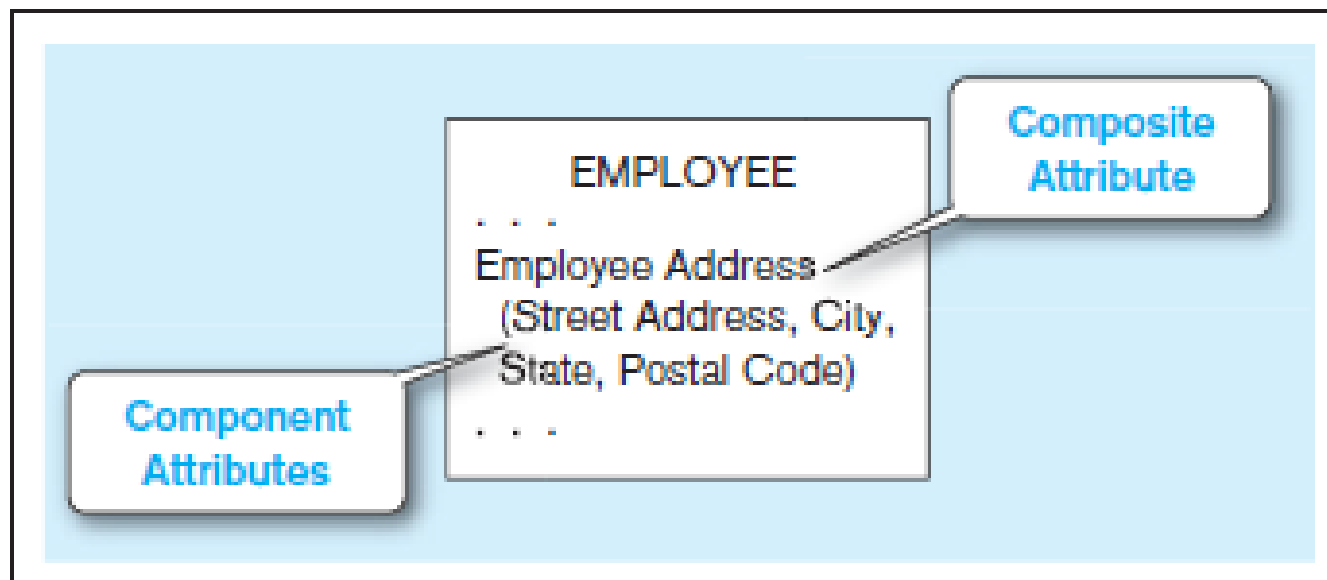 Composite
Attribute
EMPLOYEE
. . .
Employee Address
(Street Address, City,
State, Postal Code)
. . .
Component
Attributes